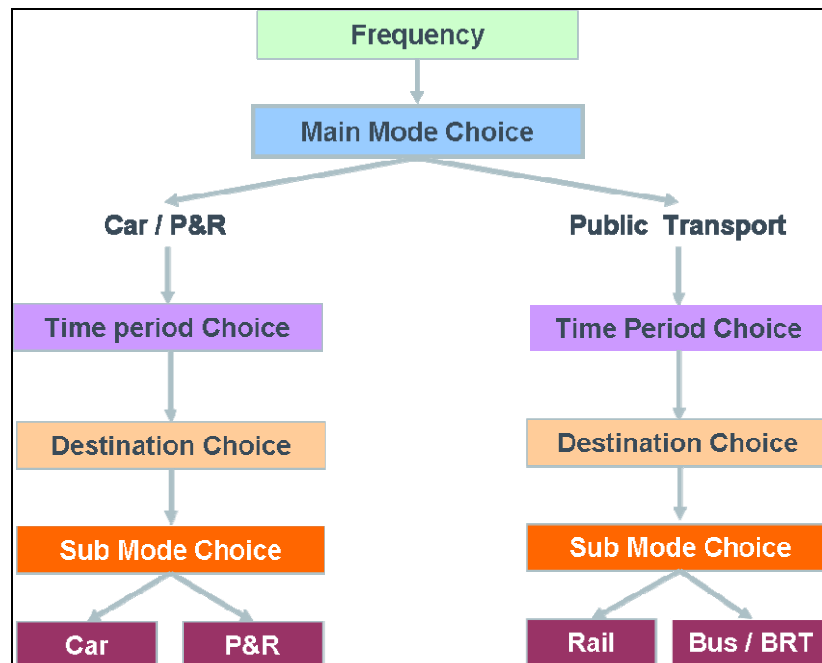 Frequency
Main Mode Choice
Car / P&R
Public Transport
Time period Choice
Time Period Choice
Destination Choice
Destination Choice
Sub Mode Choice
Sub Mode Choice
Car
P&R
Rail
Bus / BRT